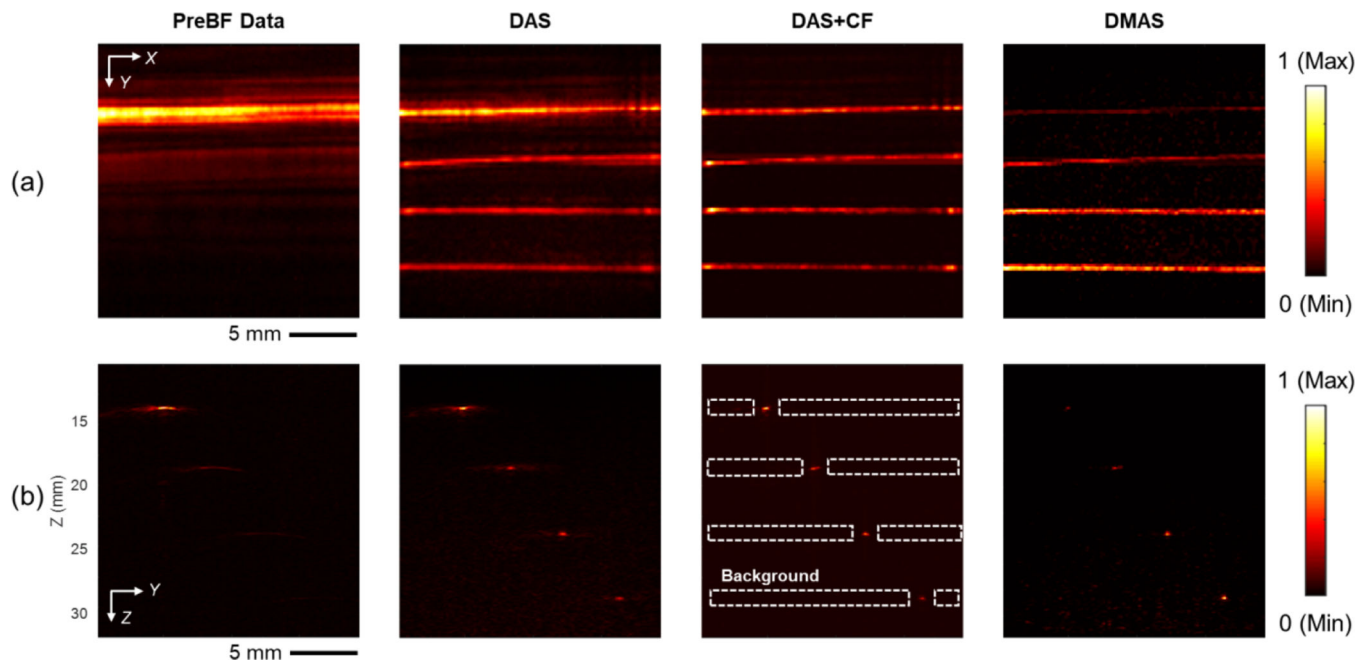 PreBF Data DAS DAS+CF DMAS
X
Y
1 (Max)
(a)
0 (Min)
5 mm
1 (Max)
15
20
(b)
Z (mm)
25
Background
Y
30
Z
0 (Min)
5 mm